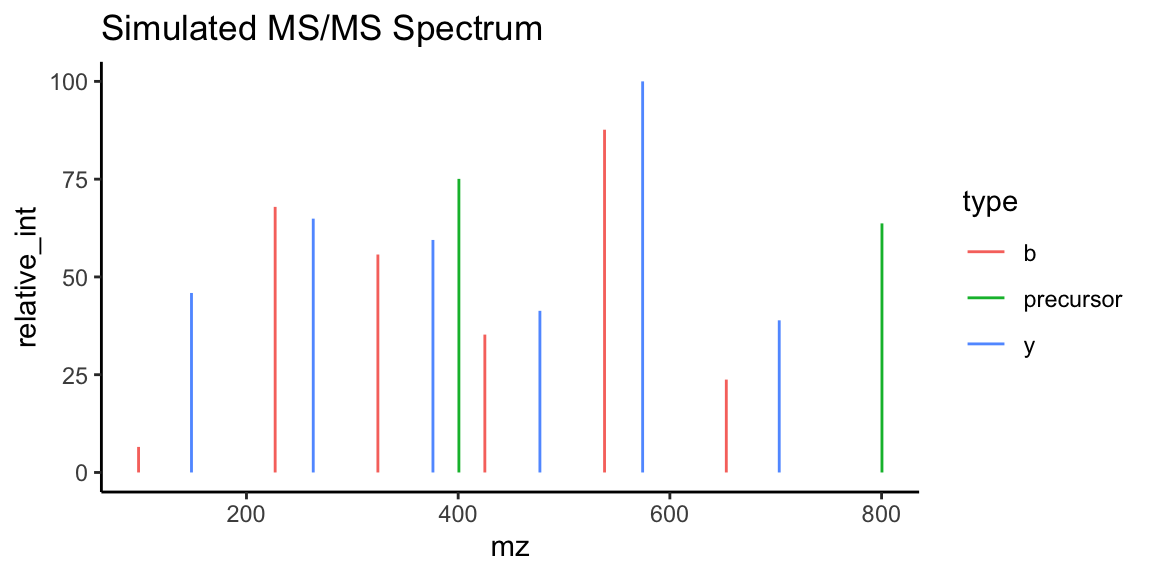 Simulated MS/MS Spectrum
100
75
50
25
0
relative_int
200 400 600 800
mz
type
b
precursor
y